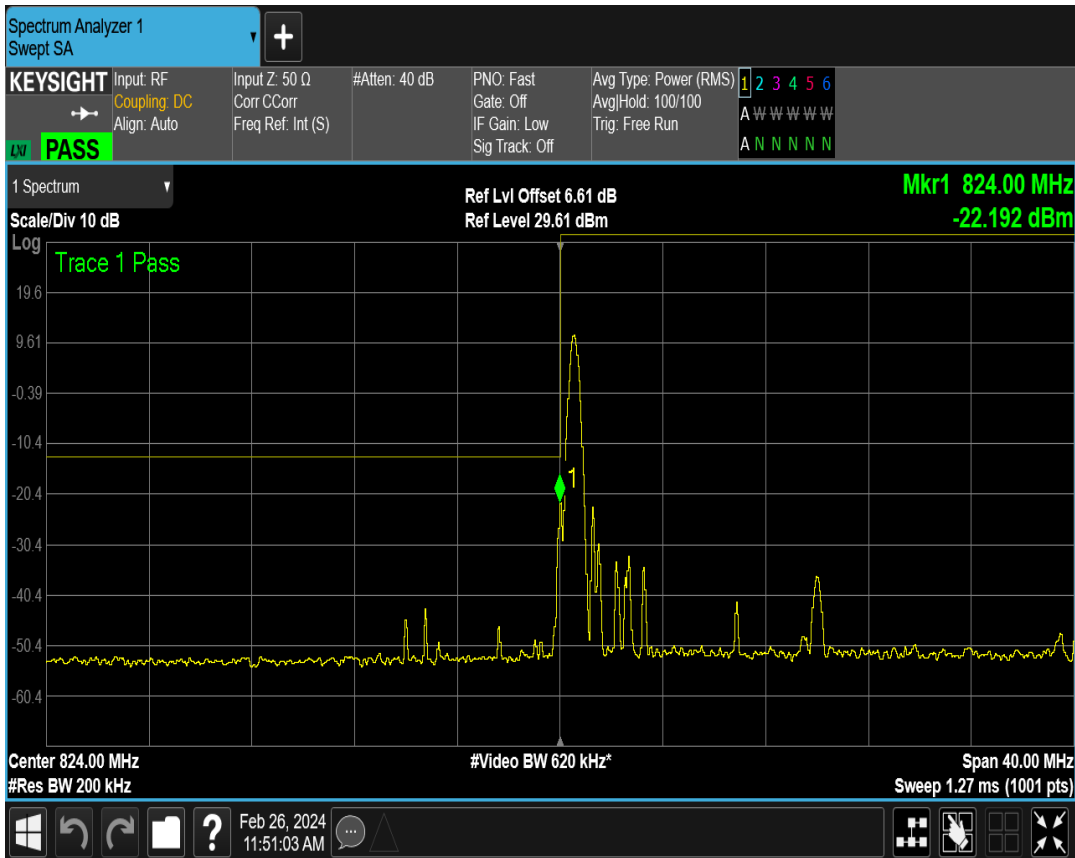 Spectrum Analyzer 1
Swept SA
+
KEYSIGHT
Input: RF
Coupling: DC
Align: Auto
LXI PASS
Input Z: 50 Ω
Corr CCorr
Freq Ref: Int (S)
#Atten: 40 dB
PNO: Fast
Gate: Off
IF Gain: Low
Sig Track: Off
Avg Type: Power (RMS)
Avg|Hold: 100/100
Trig: Free Run
1 2 3 4 5 6
A W W W W W
A N N N N N
1 Spectrum
Scale/Div 10 dB
Ref Lvl Offset 6.61 dB
Ref Level 29.61 dBm
Mkr1 824.00 MHz
-22.192 dBm
Log
Trace 1 Pass
19.6
9.61
-0.39
-10.4
1
-20.4
-30.4
-40.4
-50.4
-60.4
Center 824.00 MHz
#Video BW 620 kHz*
Span 40.00 MHz
#Res BW 200 kHz
Sweep 1.27 ms (1001 pts)
?
Feb 26, 2024
11:51:03 AM